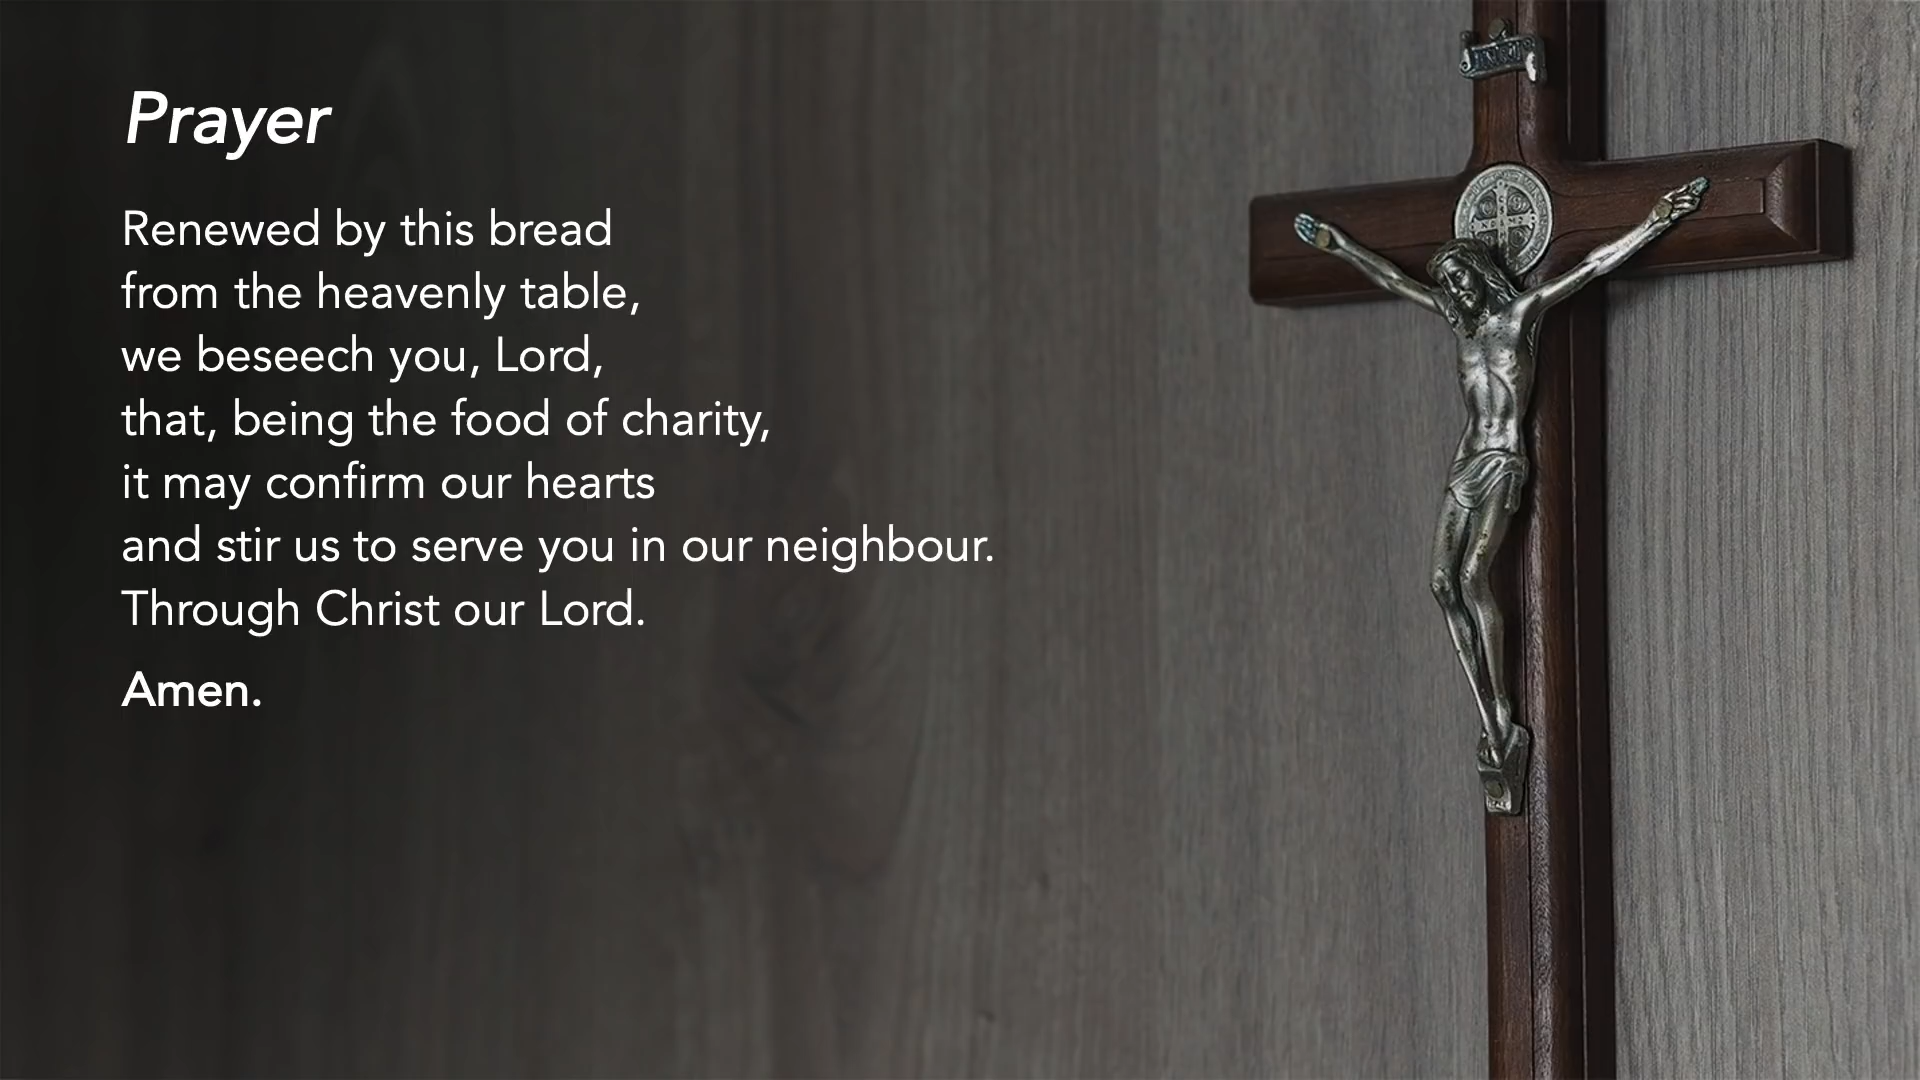 Prayer
Renewed by this bread
from the heavenly table,
we beseech you, Lord,
that, being the food of charity,
it may confirm our hearts
and stir us to serve you in our neighbour.
Through Christ our Lord.
Amen.
INRI